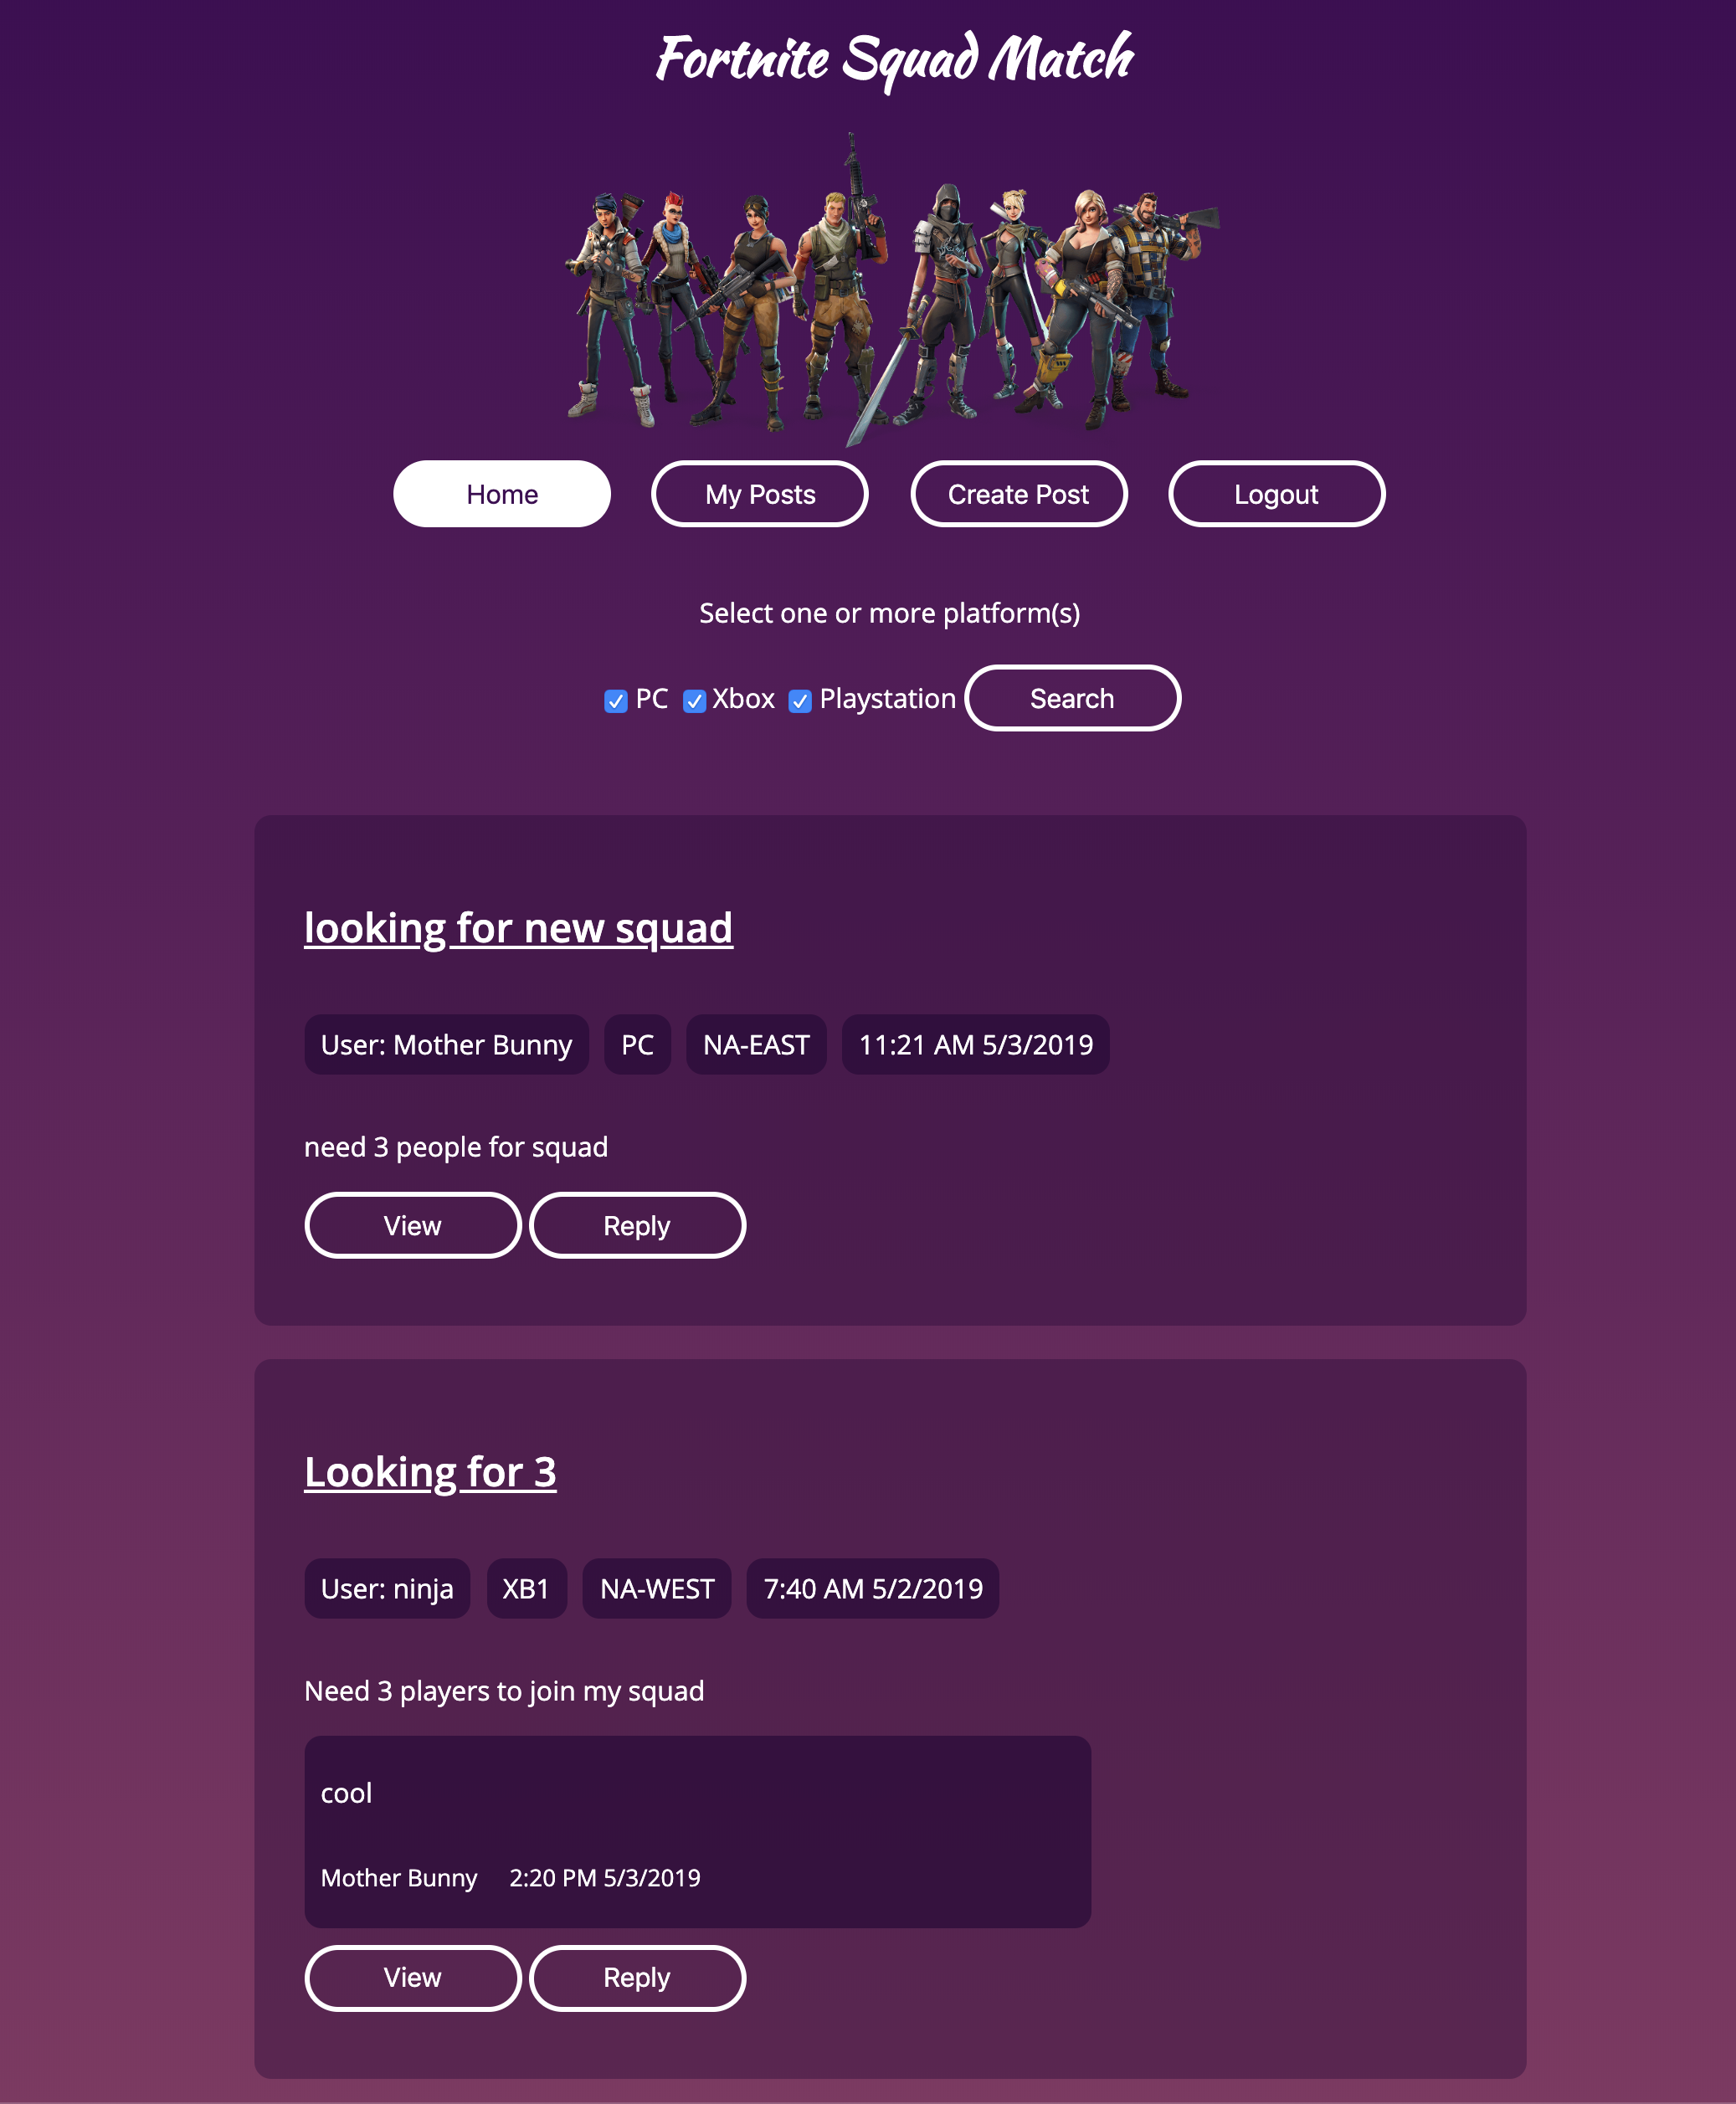 Fortnite Squad Match
Home My Posts Create Post Logout
Select one or more platform(s)
PC Xbox Playstation Search
looking for new squad
User: Mother Bunny PC NA-EAST 11:21 AM 5/3/2019
need 3 people for squad
View Reply
Looking for 3
User: ninja XB1 NA-WEST 7:40 AM 5/2/2019
Need 3 players to join my squad
cool
Mother Bunny 2:20 PM 5/3/2019
View Reply